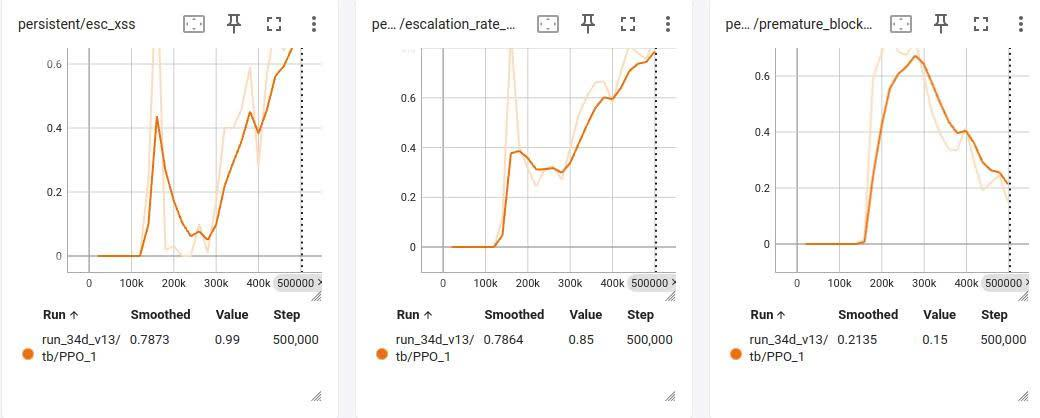 persistent/esc_xss
0.6
0.4
0.2
0
0 100k 200k 300k 400k 500000
Run ↑ Smoothed Value Step
run_34d_v13/ 0.7873 0.99 500,000
tb/PPO_1
pe… /escalation_rate_…
0.6
0.4
0.2
0
0 100k 200k 300k 400k 500000
Run ↑ Smoothed Value Step
run_34d_v13/ 0.7864 0.85 500,000
tb/PPO_1
pe… /premature_block…
0.6
0.4
0.2
0
0 100k 200k 300k 400k 500000
Run ↑ Smoothed Value Step
run_34d_v13/ 0.2135 0.15 500,000
tb/PPO_1